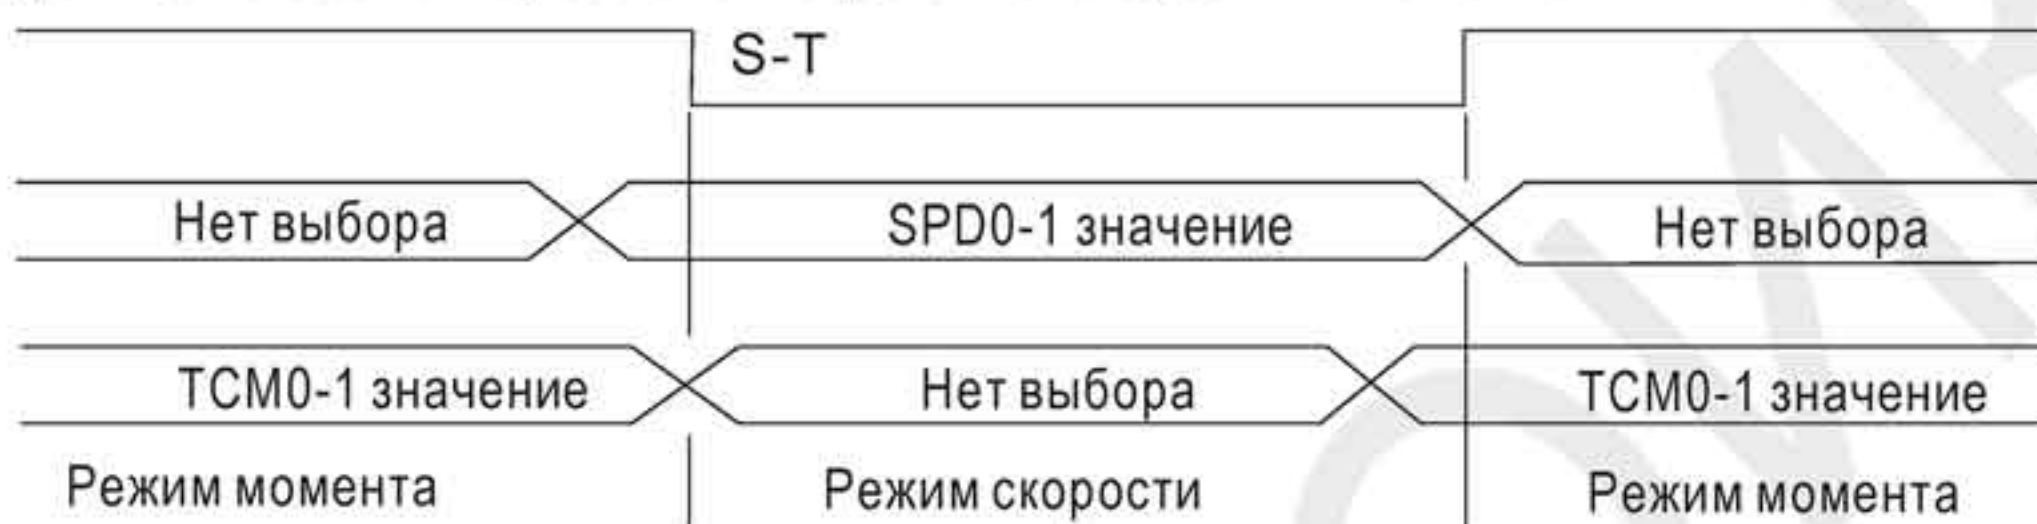 S-T
Нет выбора SPD0-1 значение Нет выбора
TCM0-1 значение Нет выбора TCM0-1 значение
Режим момента Режим скорости Режим момента